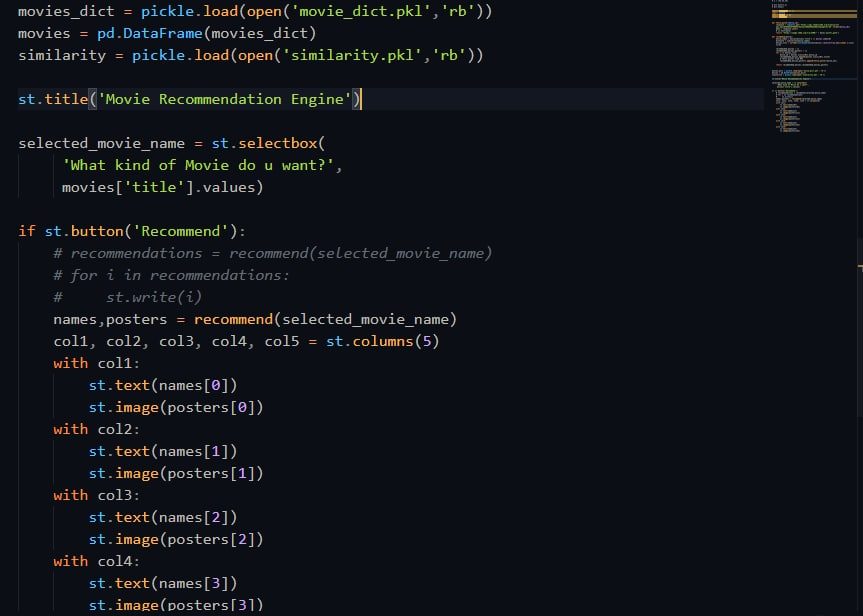 movies_dict = pickle.load(open('movie_dict.pkl','rb'))
movies = pd.DataFrame(movies_dict)
similarity = pickle.load(open('similarity.pkl','rb'))
st.title('Movie Recommendation Engine')
selected_movie_name = st.selectbox(
'What kind of Movie do u want?',
movies['title'].values)
if st.button('Recommend'):
# recommendations = recommend(selected_movie_name)
# for i in recommendations:
#     st.write(i)
names,posters = recommend(selected_movie_name)
col1, col2, col3, col4, col5 = st.columns(5)
with col1:
st.text(names[0])
st.image(posters[0])
with col2:
st.text(names[1])
st.image(posters[1])
with col3:
st.text(names[2])
st.image(posters[2])
with col4:
st.text(names[3])
st.image(posters[3])